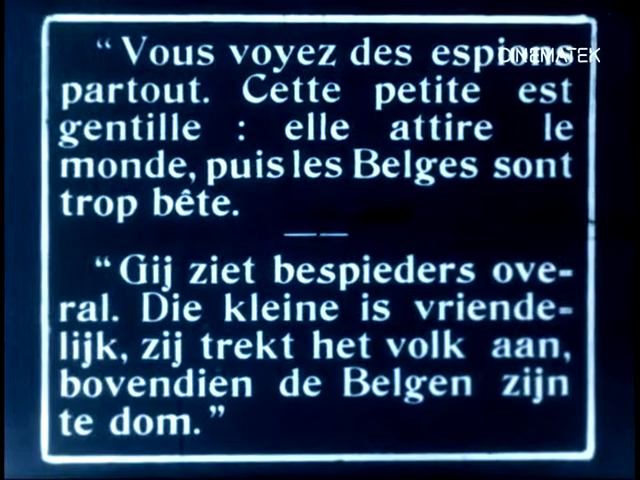 “Vous voyez des espions
CINEMATEK
partout. Cette petite est
gentille : elle attire le
monde, puis les Belges sont
trop bête.
“Gij ziet bespieders ove-
ral. Die kleine is vriende-
lijk, zij trekt het volk aan,
bovendien de Belgen zijn
te dom.”